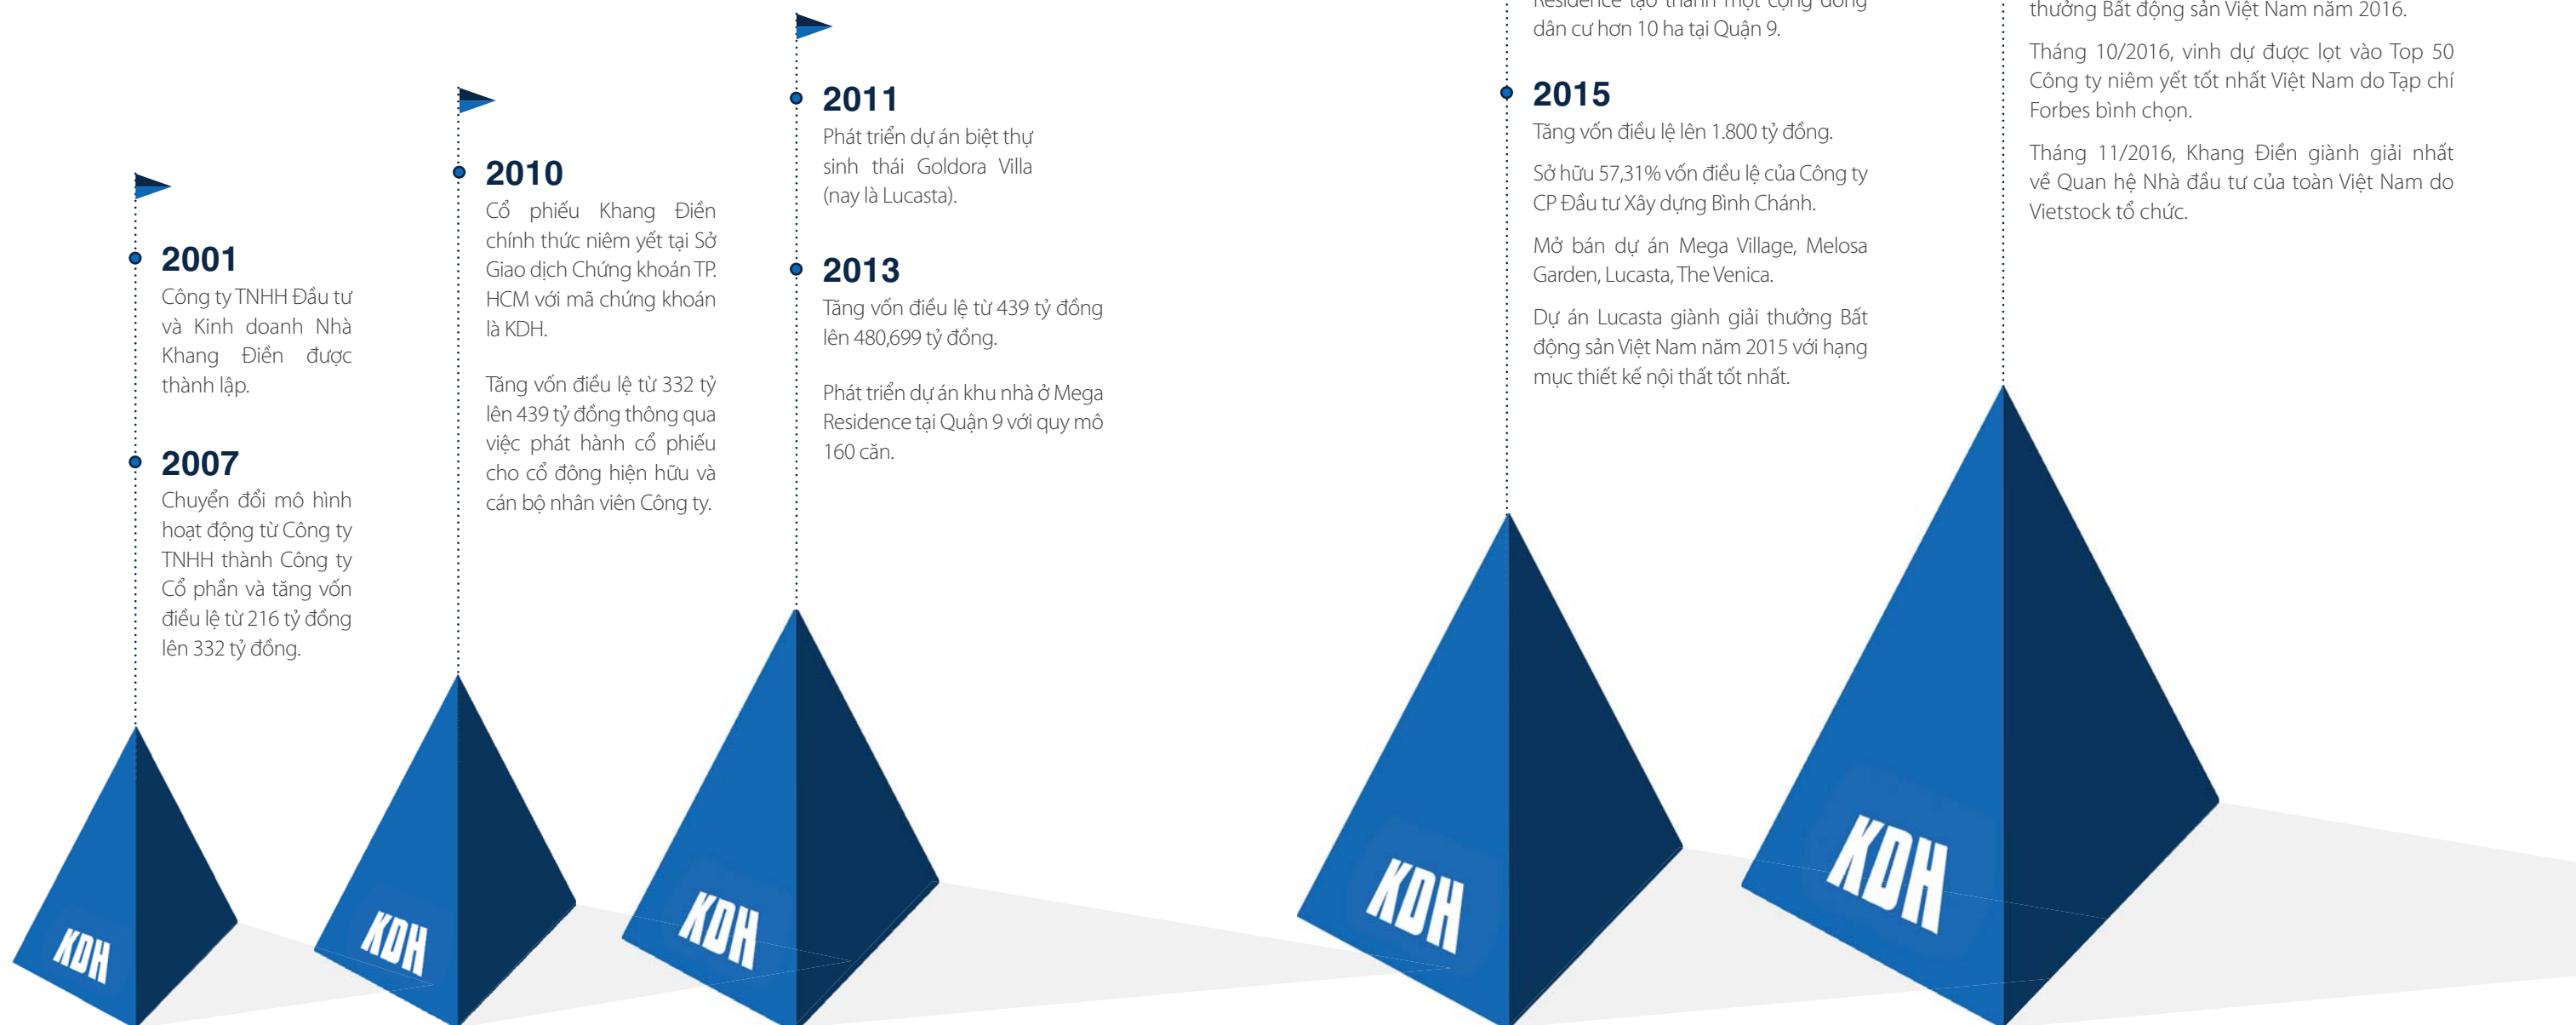 2001
Công ty TNHH Đầu tư
và Kinh doanh Nhà
Khang Điền được
thành lập.
2007
Chuyển đổi mô hình
hoạt động từ Công ty
TNHH thành Công ty
Cổ phần và tăng vốn
điều lệ từ 216 tỷ đồng
lên 332 tỷ đồng.
2010
Cổ phiếu Khang Điền
chính thức niêm yết tại Sở
Giao dịch Chứng khoán TP.
HCM với mã chứng khoán
là KDH.
Tăng vốn điều lệ từ 332 tỷ
lên 439 tỷ đồng thông qua
việc phát hành cổ phiếu
cho cổ đông hiện hữu và
cán bộ nhân viên Công ty.
2011
Phát triển dự án biệt thự
sinh thái Goldora Villa
(nay là Lucasta).
2013
Tăng vốn điều lệ từ 439 tỷ đồng
lên 480,699 tỷ đồng.
Phát triển dự án khu nhà ở Mega
Residence tại Quận 9 với quy mô
160 căn.
Residence tạo thành một cộng đồng
dân cư hơn 10 ha tại Quận 9.
2015
Tăng vốn điều lệ lên 1.800 tỷ đồng.
Sở hữu 57,31% vốn điều lệ của Công ty
CP Đầu tư Xây dựng Bình Chánh.
Mở bán dự án Mega Village, Melosa
Garden, Lucasta, The Venica.
Dự án Lucasta giành giải thưởng Bất
động sản Việt Nam năm 2015 với hạng
mục thiết kế nội thất tốt nhất.
thưởng Bất động sản Việt Nam năm 2016.
Tháng 10/2016, vinh dự được lọt vào Top 50
Công ty niêm yết tốt nhất Việt Nam do Tạp chí
Forbes bình chọn.
Tháng 11/2016, Khang Điền giành giải nhất
về Quan hệ Nhà đầu tư của toàn Việt Nam do
Vietstock tổ chức.
KDH
KDH
KDH
KDH
KDH